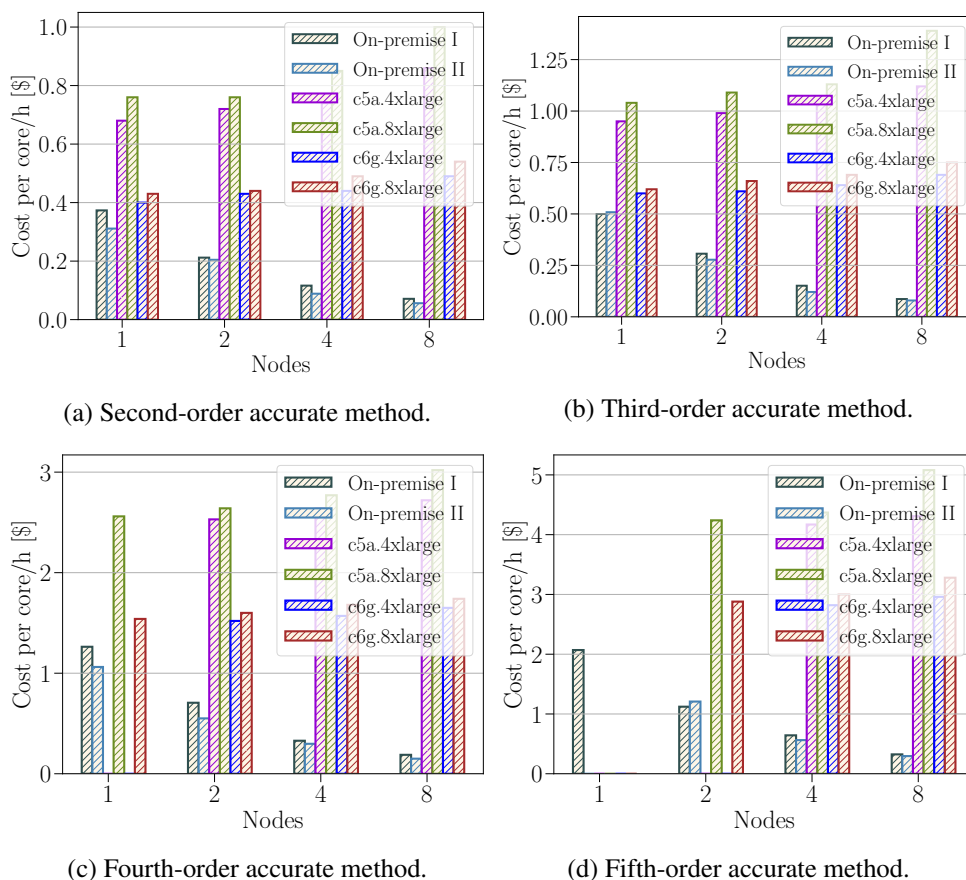 Cost per core/h [$]
1.0
0.8
0.6
0.4
0.2
0.0
On-premise I
On-premise II
c5a.4xlarge
c5a.8xlarge
c6g.4xlarge
c6g.8xlarge
1 2 4 8
Nodes
(a) Second-order accurate method.
Cost per core/h [$]
1.25
1.00
0.75
0.50
0.25
0.00
On-premise I
On-premise II
c5a.4xlarge
c5a.8xlarge
c6g.4xlarge
c6g.8xlarge
1 2 4 8
Nodes
(b) Third-order accurate method.
Cost per core/h [$]
3
2
1
0
On-premise I
On-premise II
c5a.4xlarge
c5a.8xlarge
c6g.4xlarge
c6g.8xlarge
1 2 4 8
Nodes
(c) Fourth-order accurate method.
Cost per core/h [$]
5
4
3
2
1
0
On-premise I
On-premise II
c5a.4xlarge
c5a.8xlarge
c6g.4xlarge
c6g.8xlarge
1 2 4 8
Nodes
(d) Fifth-order accurate method.